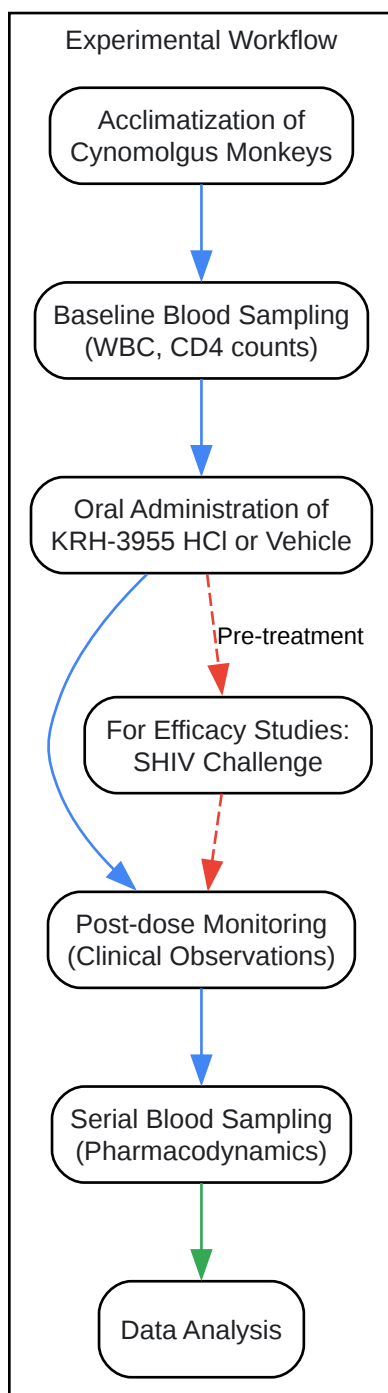 Experimental Workflow
Acclimatization of
Cynomolgus Monkeys
Baseline Blood Sampling
(WBC, CD4 counts)
Oral Administration of
KRH-3955 HCl or Vehicle
Pre-treatment
For Efficacy Studies:
SHIV Challenge
Post-dose Monitoring
(Clinical Observations)
Serial Blood Sampling
(Pharmacodynamics)
Data Analysis